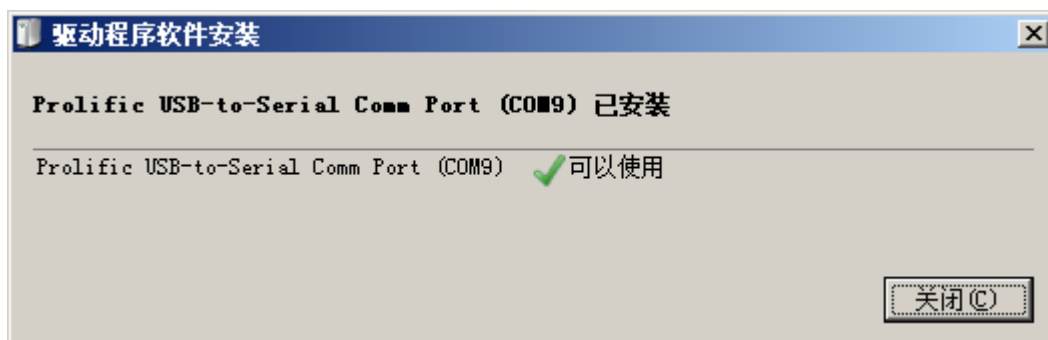 驱动程序软件安装
Prolific USB-to-Serial Comm Port (COM9) 已安装
Prolific USB-to-Serial Comm Port (COM9) 可以使用
关闭(C)